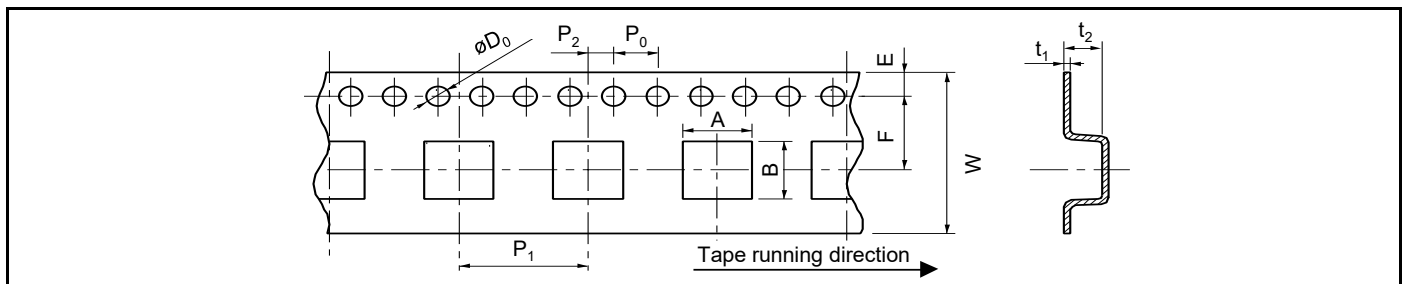 øD₀
P₂
P₀
t₂
t₁
E
A
F
B
W
P₁
Tape running direction